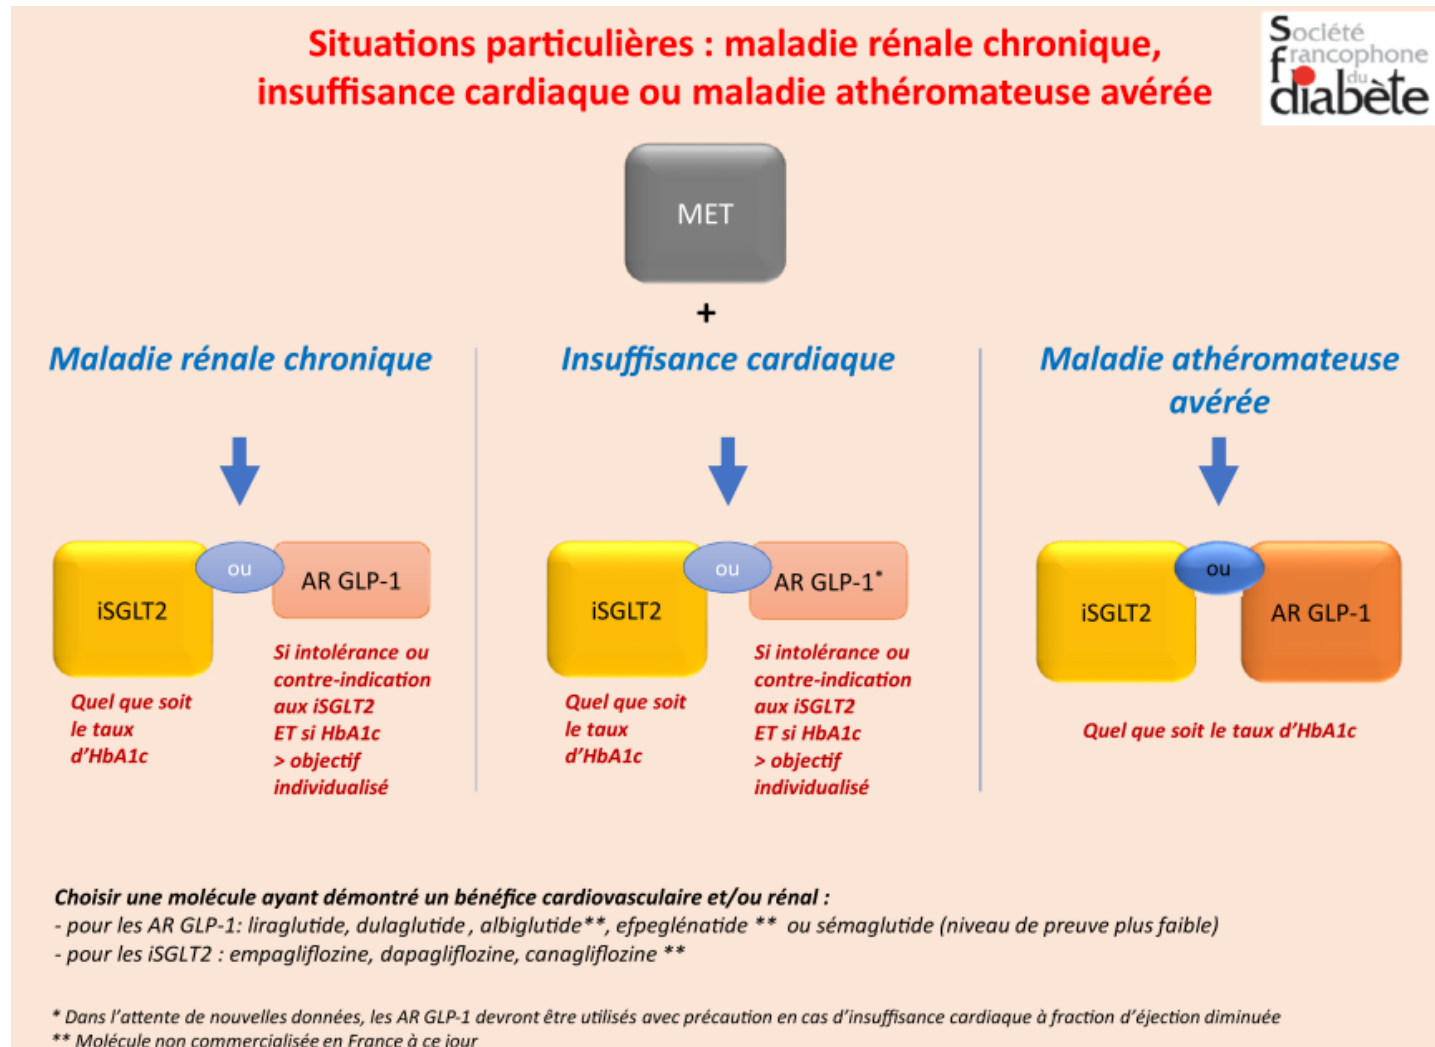 Situations particulières : maladie rénale chronique,
insuffisance cardiaque ou maladie athéromateuse avérée
Société
francophone
du
diabète
MET
+
Maladie rénale chronique
Insuffisance cardiaque
Maladie athéromateuse
avérée
iSGLT2
ou
AR GLP-1
Quel que soit
le taux
d’HbA1c
Si intolérance ou
contre-indication
aux iSGLT2
ET si HbA1c
> objectif
individualisé
iSGLT2
ou
AR GLP-1*
Quel que soit
le taux
d’HbA1c
Si intolérance ou
contre-indication
aux iSGLT2
ET si HbA1c
> objectif
individualisé
iSGLT2
ou
AR GLP-1
Quel que soit le taux d’HbA1c
Choisir une molécule ayant démontré un bénéfice cardiovasculaire et/ou rénal :
- pour les AR GLP-1: liraglutide, dulaglutide , albiglutide**, efpeglénatide ** ou sémaglutide (niveau de preuve plus faible)
- pour les iSGLT2 : empagliflozine, dapagliflozine, canagliflozine **
* Dans l’attente de nouvelles données, les AR GLP-1 devront être utilisés avec précaution en cas d’insuffisance cardiaque à fraction d’éjection diminuée
** Molécule non commercialisée en France à ce jour